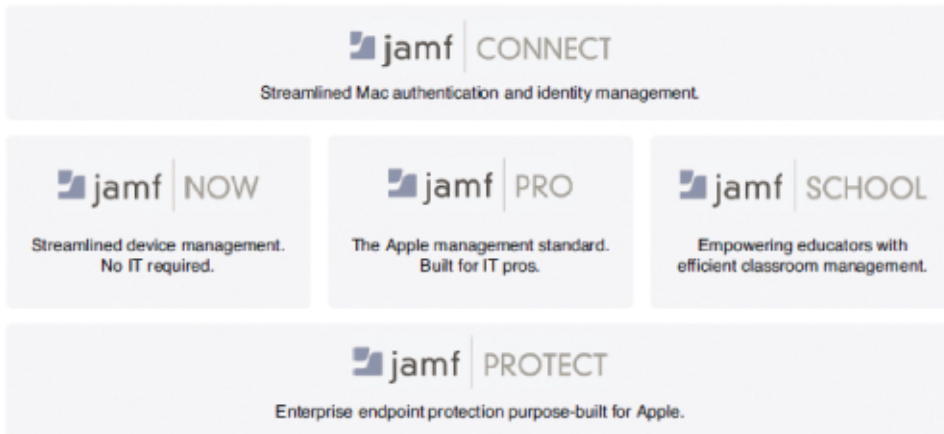 jamf CONNECT
Streamlined Mac authentication and identity management.
jamf NOW
Streamlined device management.
No IT required.
jamf PRO
The Apple management standard.
Built for IT pros.
jamf SCHOOL
Empowering educators with
efficient classroom management.
jamf PROTECT
Enterprise endpoint protection purpose-built for Apple.